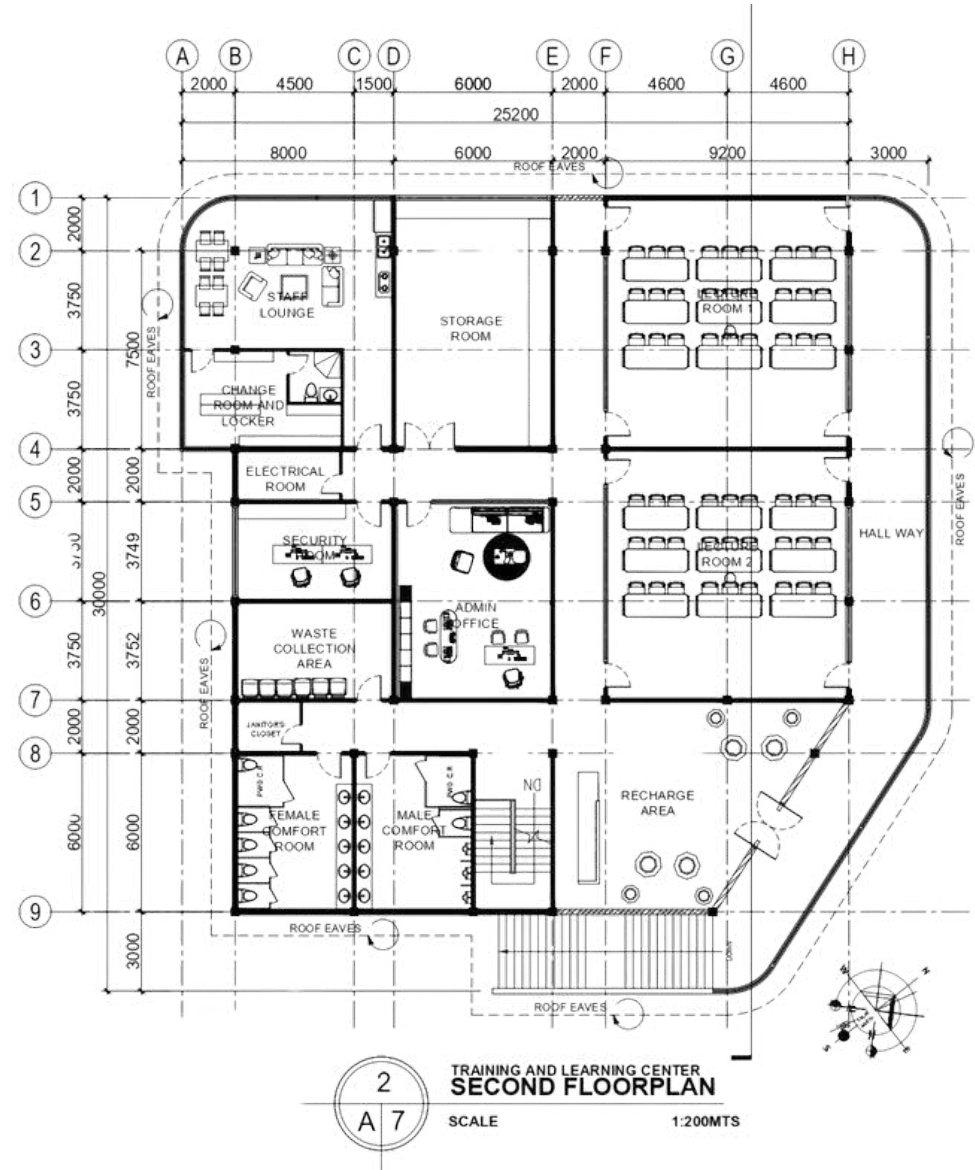 A B C D E F G H
2000 4500 1500 6000 2000 4600 4600
25200
8000 6000 2000 9200 3000
ROOF EAVES
1
2000
2
3750
7500
3
3750
4
2000 2000
5
3749
6
30000
3750 3752
7
2000 2000
8
6000 6000
9
3000
ROOF EAVES
ROOF EAVES
ROOF EAVES
STAFF
LOUNGE
STORAGE
ROOM
LECTURE
ROOM 1
CHANGE
ROOM AND
LOCKER
ELECTRICAL
ROOM
SECURITY
ROOM
LECTURE
ROOM 2
HALL WAY
ADMIN
OFFICE
WASTE
COLLECTION
AREA
JANITOR'S
CLOSET
PWD C.R
PWD C.R
FEMALE
COMFORT
ROOM
MALE
COMFORT
ROOM
DN
RECHARGE
AREA
DOWN
ROOF EAVES
ROOF EAVES
W N
S E
2
A 7
TRAINING AND LEARNING CENTER
SECOND FLOORPLAN
SCALE 1:200MTS